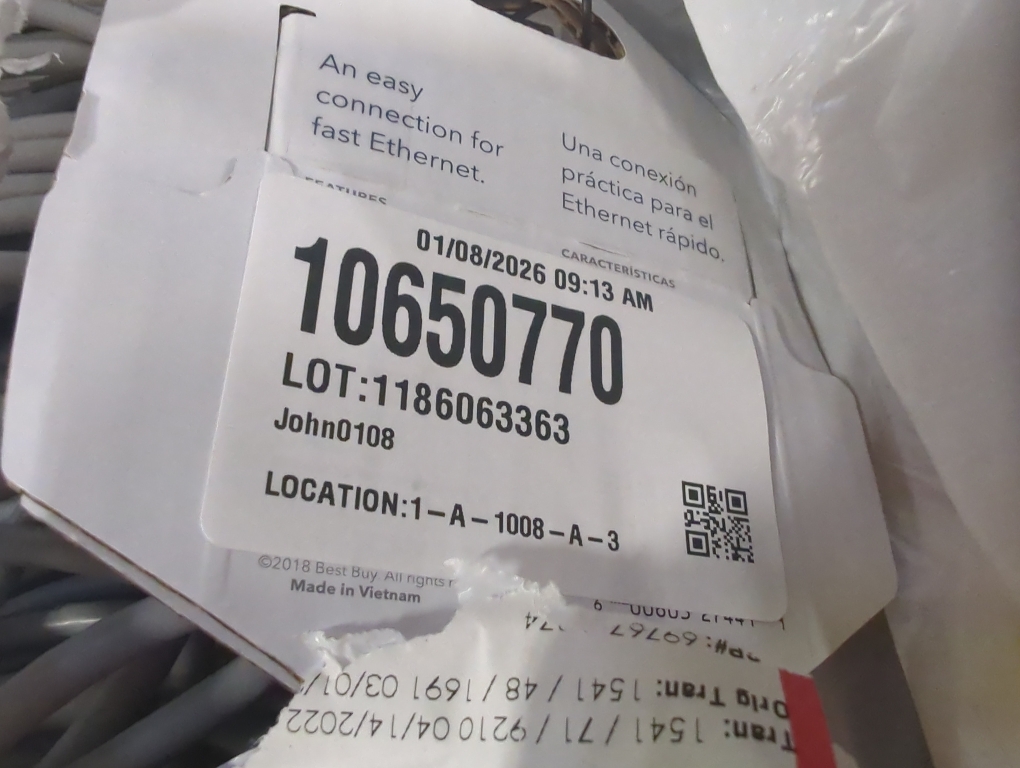 An easy
connection for
fast Ethernet.
Una conexión
práctica para el
Ethernet rápido.
FEATURES
CARACTERÍSTICAS
01/08/2026 09:13 AM
10650770
LOT:1186063363
John0108
LOCATION:1-A-1008-A-3
©2018 Best Buy. All rights
Made in Vietnam
Tran: 1541 / 71 / 9210 04/14/2022
Orig Tran: 1541 / 48 / 1691 03/01/